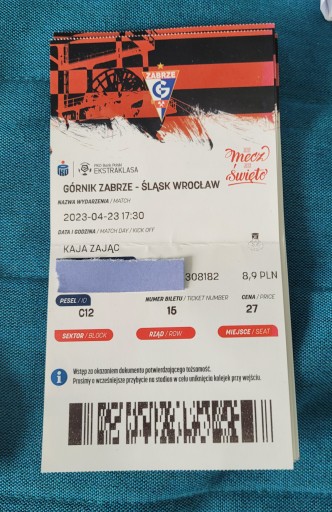 ZABRZE
G
PKO Bank Polski
EKSTRAKLASA
Mecz
to
Święto
GÓRNIK ZABRZE - ŚLĄSK WROCŁAW
NAZWA WYDARZENIA / MATCH
2023-04-23 17:30
DATA I GODZINA / MATCH DAY / KICK OFF
KAJA ZAJĄC
308182 8,9 PLN
PESEL / ID NUMER BILETU / TICKET NUMBER CENA / PRICE
C12 15 27
SEKTOR / BLOCK RZĄD / ROW MIEJSCE / SEAT
Wstęp za okazaniem dokumentu potwierdzającego tożsamość.
Prosimy o wcześniejsze przybycie na stadion w celu uniknięcia kolejek przy wejściu.